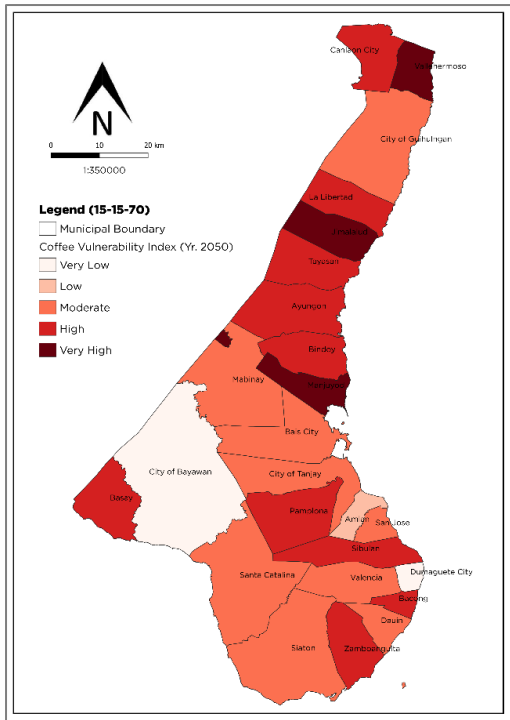 Canlaon City
Vallehermoso
City of Guihulngan
N
0 10 20 km
1:350000
La Libertad
Legend (15-15-70)
Municipal Boundary
Jimalalud
Coffee Vulnerability Index (Yr. 2050)
Tayasan
Very Low
Low
Moderate
Ayungon
High
Very High
Bindoy
Mabinay
Manjuyod
Bais City
City of Bayawan
City of Tanjay
Basay
Pamplona
Amlan
San Jose
Sibulan
Santa Catalina
Valencia
Dumaguete City
Bacong
Dauin
Siaton
Zamboanguita